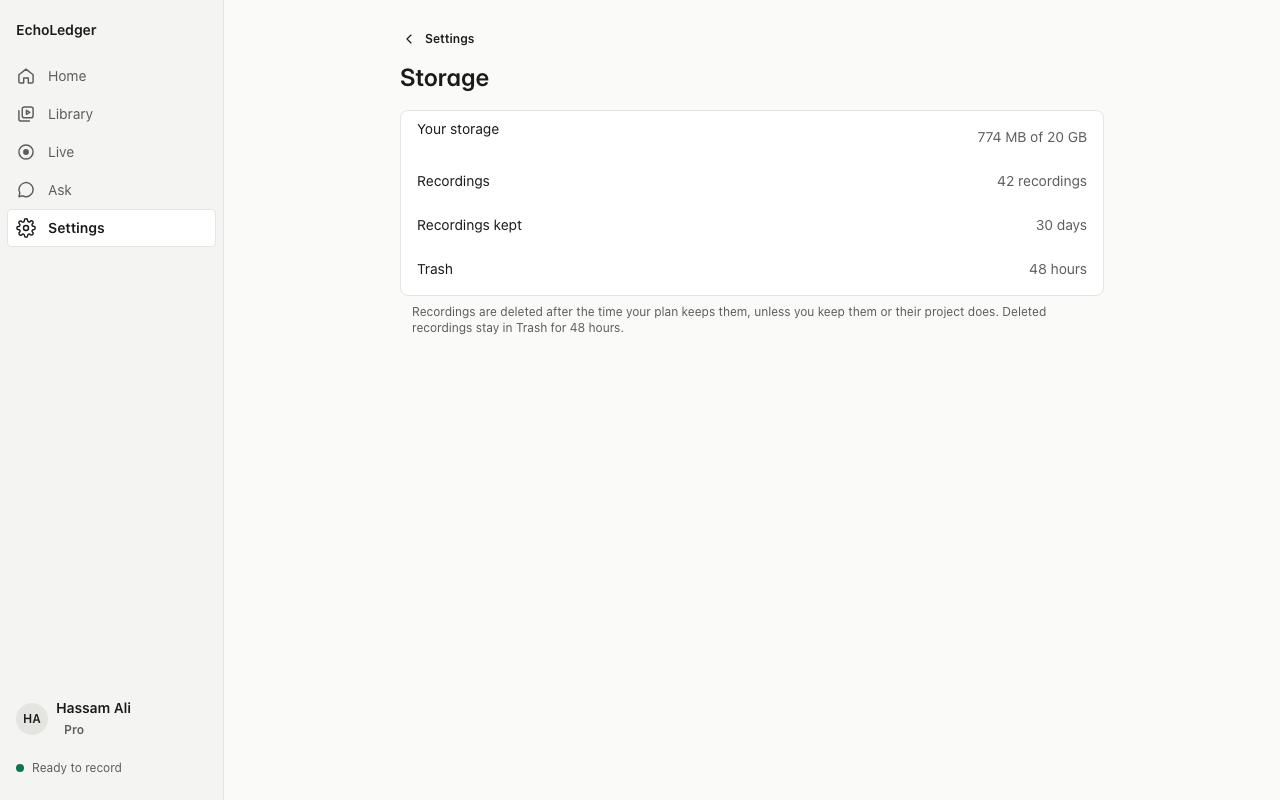 EchoLedger
Home
Library
Live
Ask
Settings
Hassam Ali
HA
Pro
Ready to record
Settings
Storage
Your storage
774 MB of 20 GB
Recordings
42 recordings
Recordings kept
30 days
Trash
48 hours
Recordings are deleted after the time your plan keeps them, unless you keep them or their project does. Deleted
recordings stay in Trash for 48 hours.